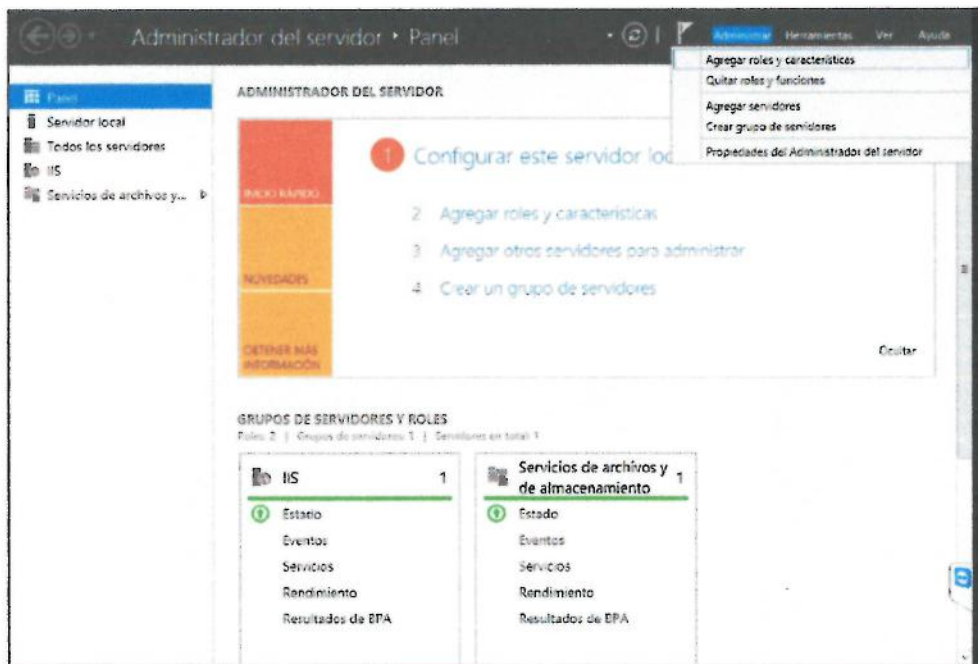 Administrador del servidor • Panel
Administrar Herramientas Ver Ayuda
Agregar roles y características
Quitar roles y funciones
Agregar servidores
Crear grupo de servidores
Propiedades del Administrador del servidor
Panel
Servidor local
Todos los servidores
IIS
Servicios de archivos y...
ADMINISTRADOR DEL SERVIDOR
INICIO RÁPIDO
NOVEDADES
OBTENER MÁS
INFORMACIÓN
1 Configurar este servidor loc
2 Agregar roles y características
3 Agregar otros servidores para administrar
4 Crear un grupo de servidores
Ocultar
GRUPOS DE SERVIDORES Y ROLES
Roles: 2 | Grupos de servidores: 1 | Servidores en total: 1
IIS 1
Estado
Eventos
Servicios
Rendimiento
Resultados de BPA
Servicios de archivos y
de almacenamiento 1
Estado
Eventos
Servicios
Rendimiento
Resultados de BPA